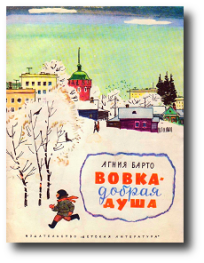 АГНИЯ БАРТО
ВОВКА-
добрая
ДУША
ИЗДАТЕЛЬСТВО „ДЕТСКАЯ ЛИТЕРАТУРА“